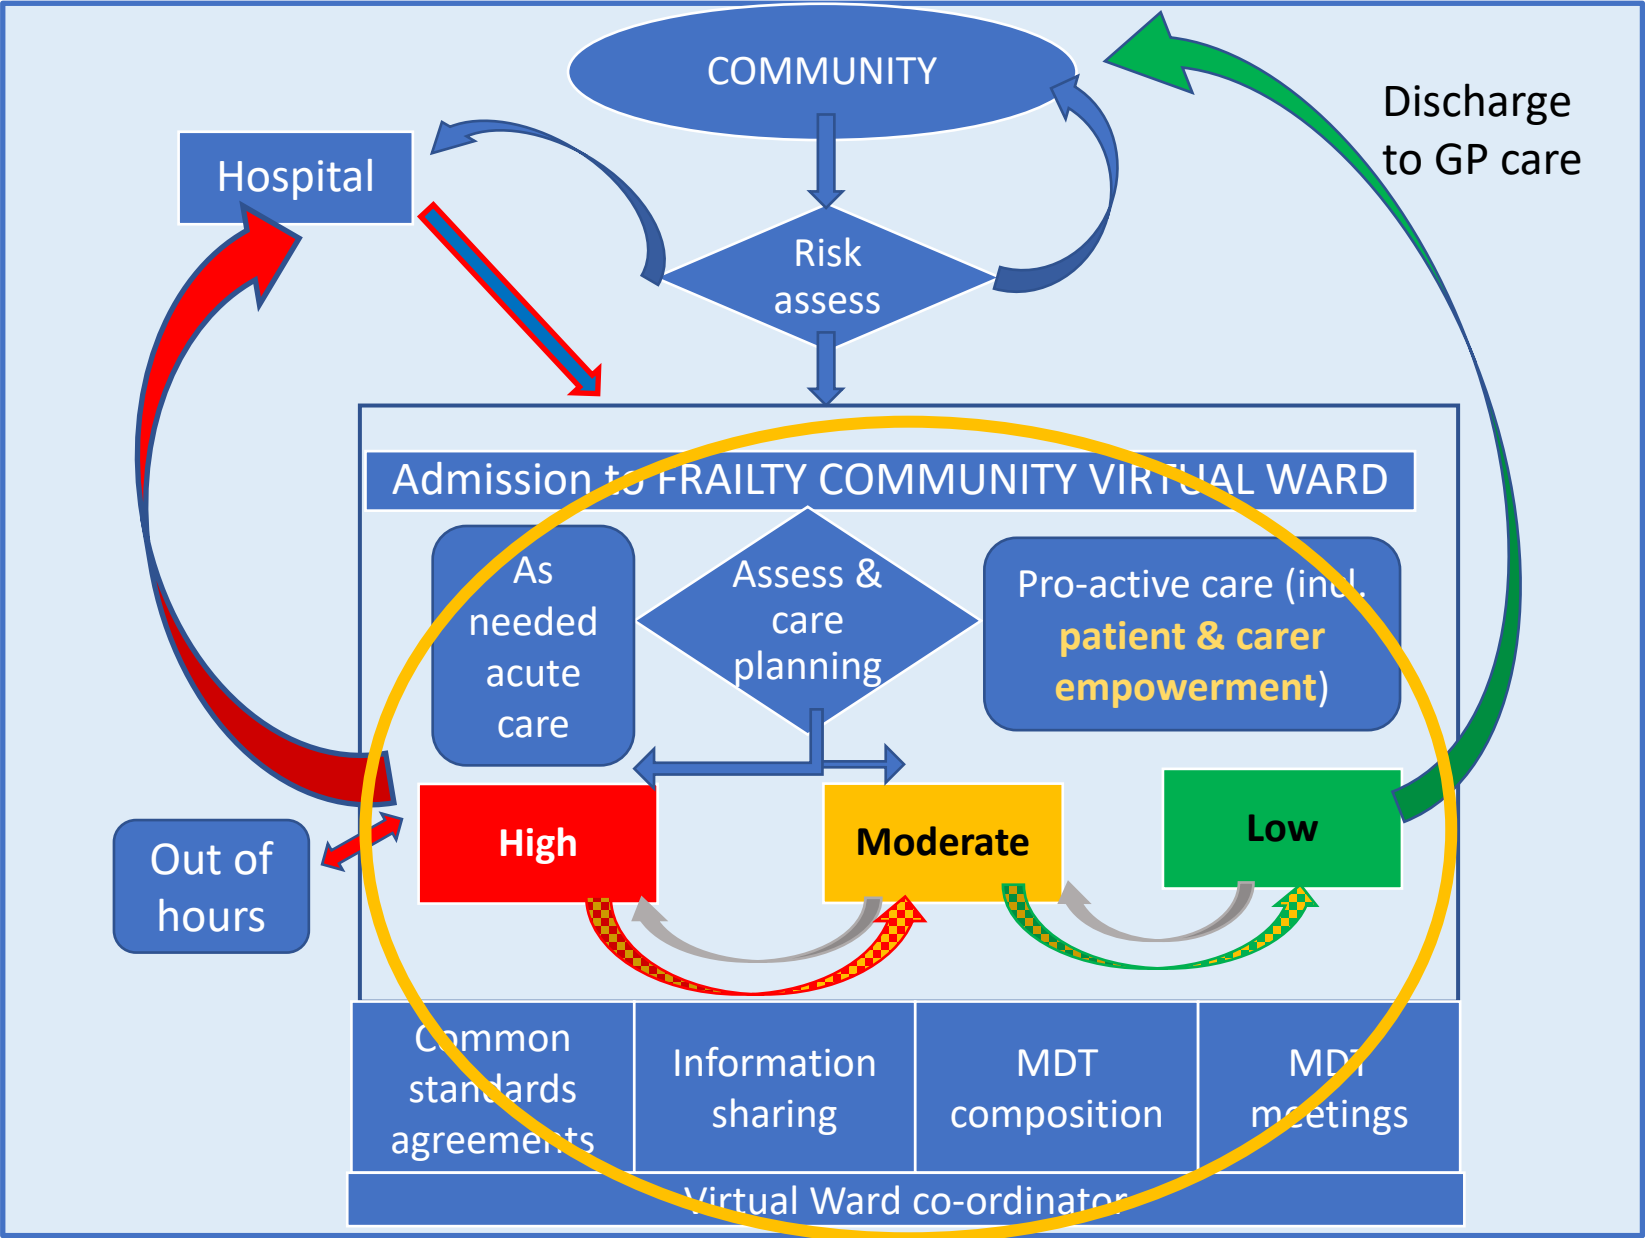 COMMUNITY
Discharge
to GP care
Hospital
Risk
assess
Admission to FRAILTY COMMUNITY VIRTUAL WARD
As
needed
acute
care
Assess &
care
planning
Pro-active care (incl.
patient & carer
empowerment)
High
Moderate
Low
Out of
hours
Common
standards
agreements
Information
sharing
MDT
composition
MDT
meetings
Virtual Ward co-ordinator